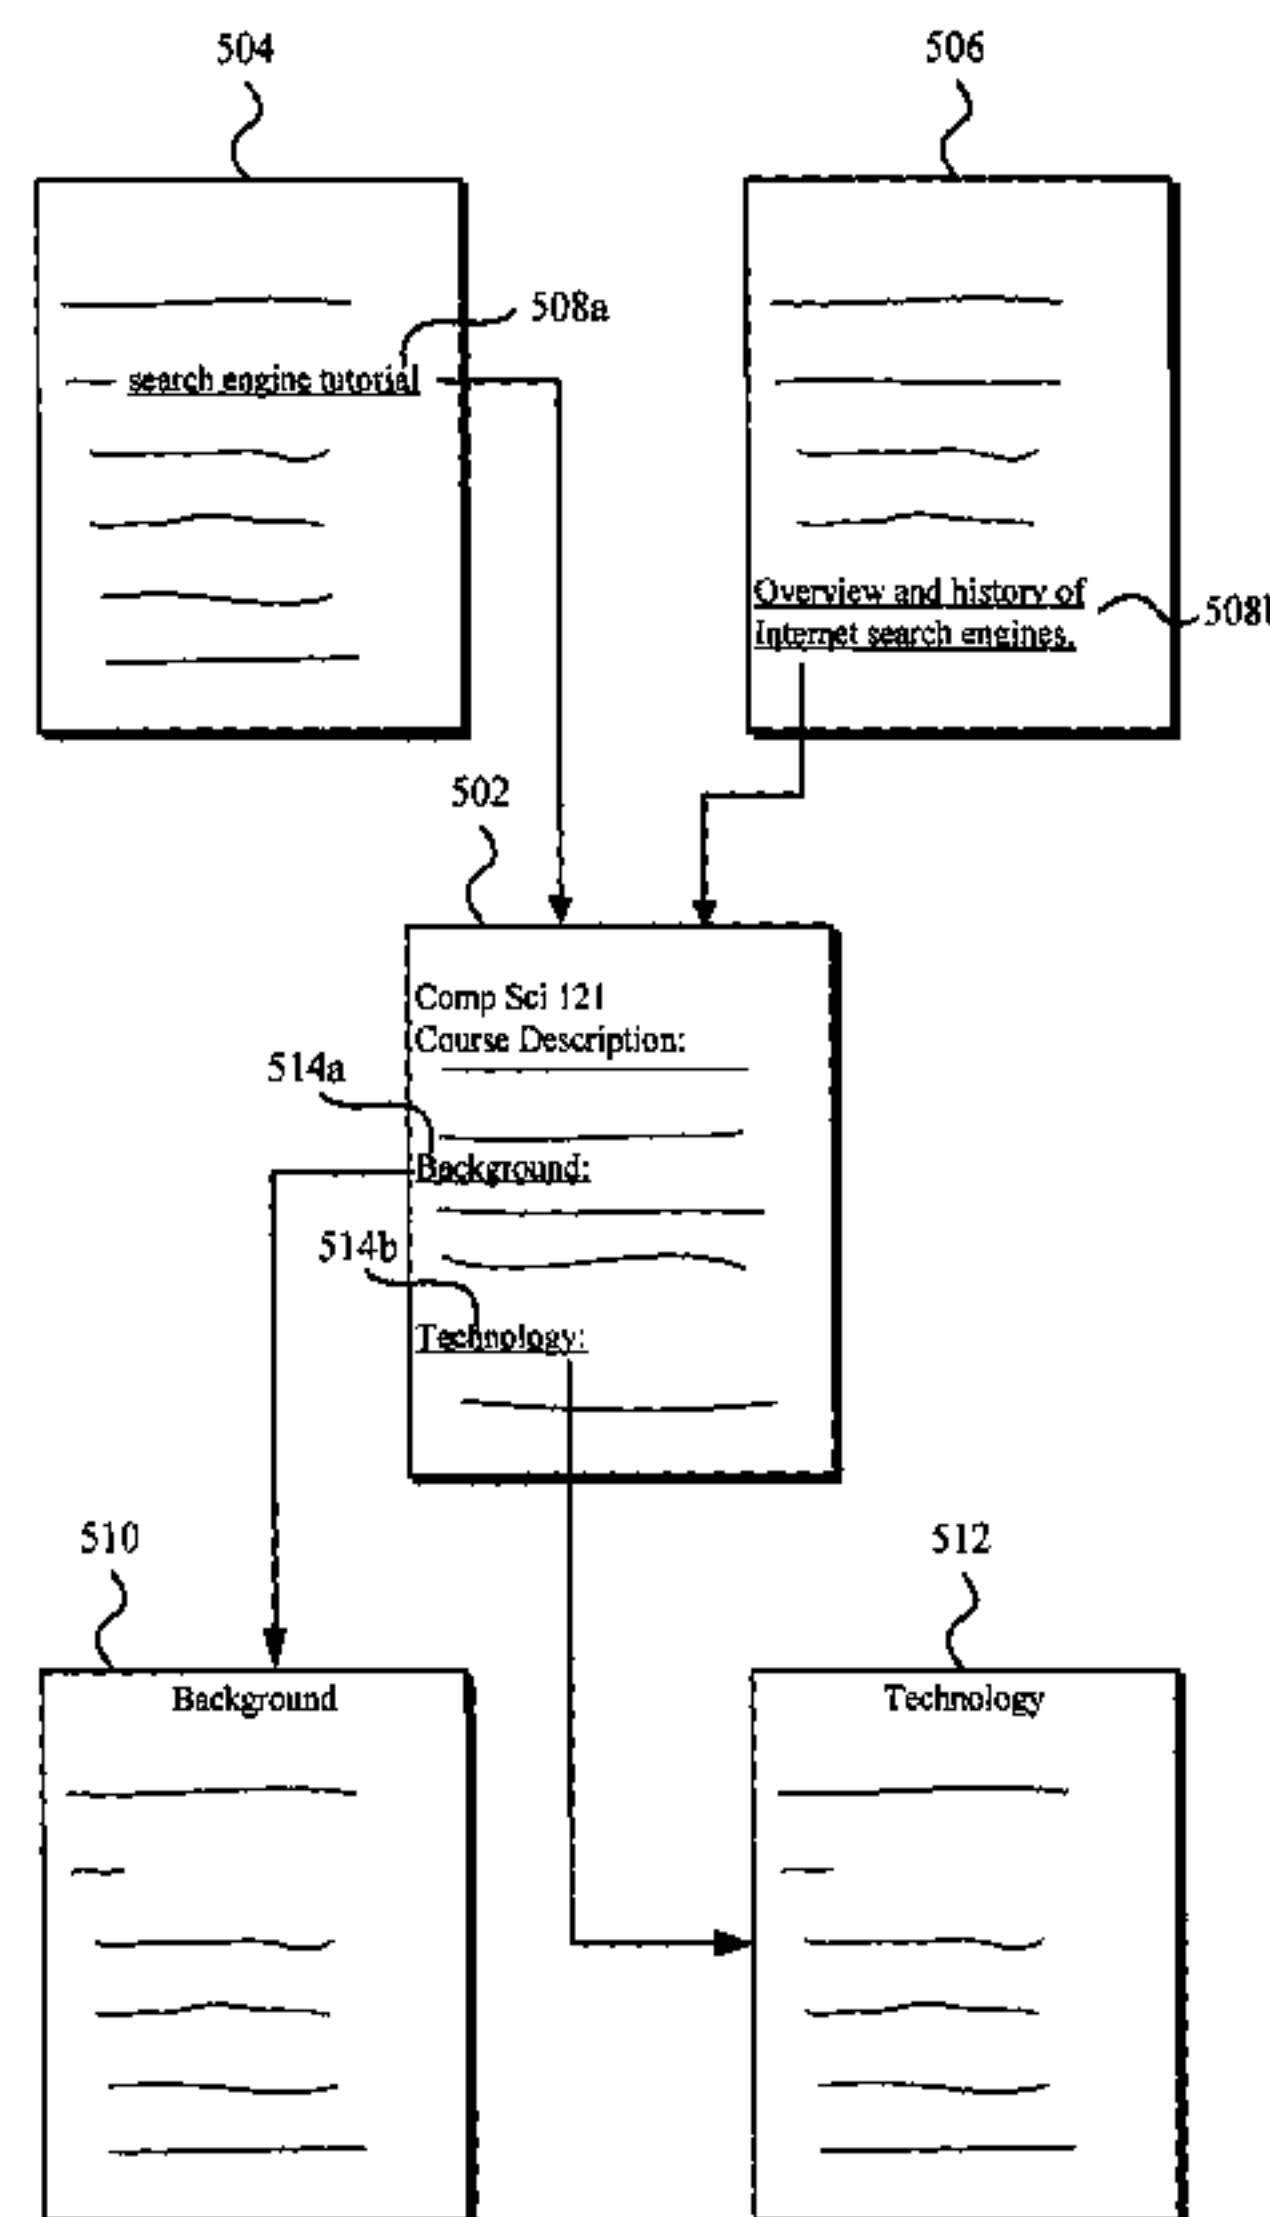 504
506
508a
search engine tutorial
Overview and history of
Internet search engines.
508b
502
Comp Sci 121
Course Description:
514a
Background:
514b
Technology:
510
512
Background
Technology